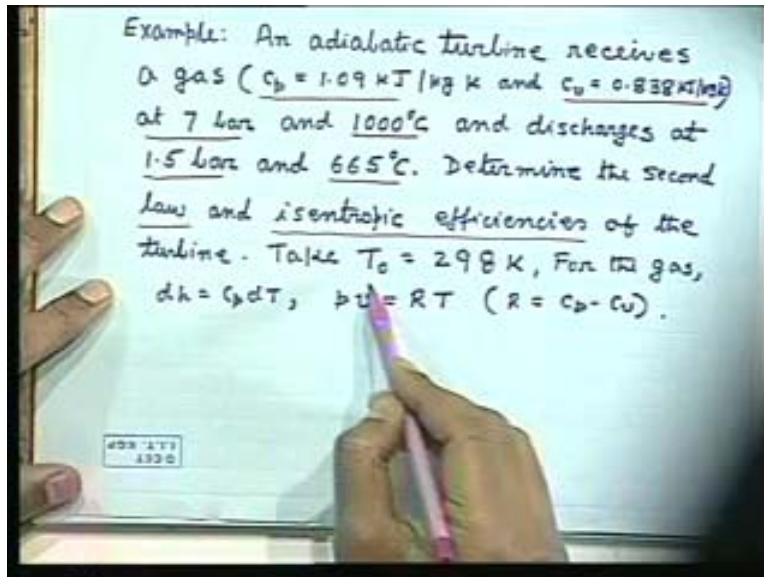 Example: An adiabatic turbine receives
a gas ( Cp = 1.09 KJ/kg K and Cv = 0.838 KJ/kgK)
at 7 bar and 1000°C and discharges at
1.5 bar and 665°C. Determine the second
law and isentropic efficiencies of the
turbine. Take T0 = 298 K, For the gas,
dh = CpdT, pv = RT ( R = Cp - Cv ).
I.I.T. KGP